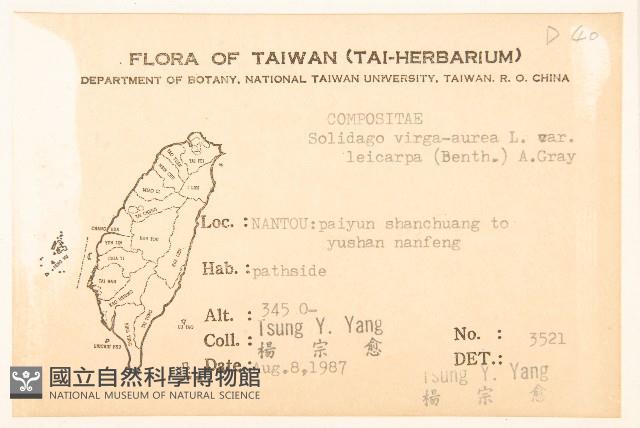 D 40
FLORA OF TAIWAN (TAI-HERBARIUM)
DEPARTMENT OF BOTANY, NATIONAL TAIWAN UNIVERSITY, TAIWAN. R. O. CHINA
COMPOSITAE
Solidago virga-aurea L. var.
leicarpa (Benth.) A.Gray
Loc. : NANTOU: paiyun shanchuang to
yushan nanfeng
Hab. : pathside
Alt. : 345 0-
Coll. : Tsung Y. Yang
楊 宗 愈
No. : 3521
Date. : Aug.8,1987
DET. :
Tsung Y. Yang
楊 宗 愈
國立自然科學博物館
NATIONAL MUSEUM OF NATURAL SCIENCE